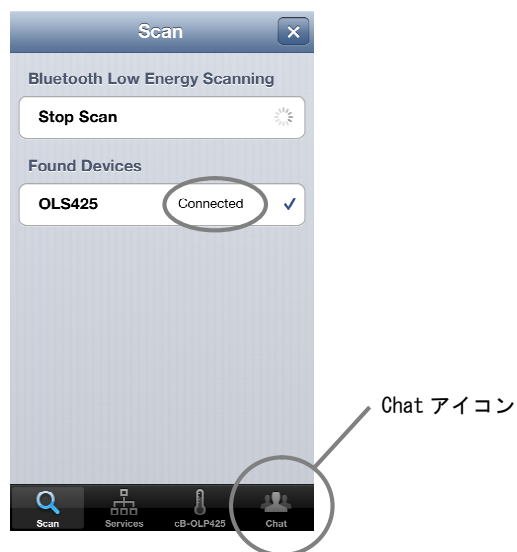 Scan
Bluetooth Low Energy Scanning
Stop Scan
Found Devices
OLS425 Connected
Chat アイコン
Scan Services cB-OLP425 Chat